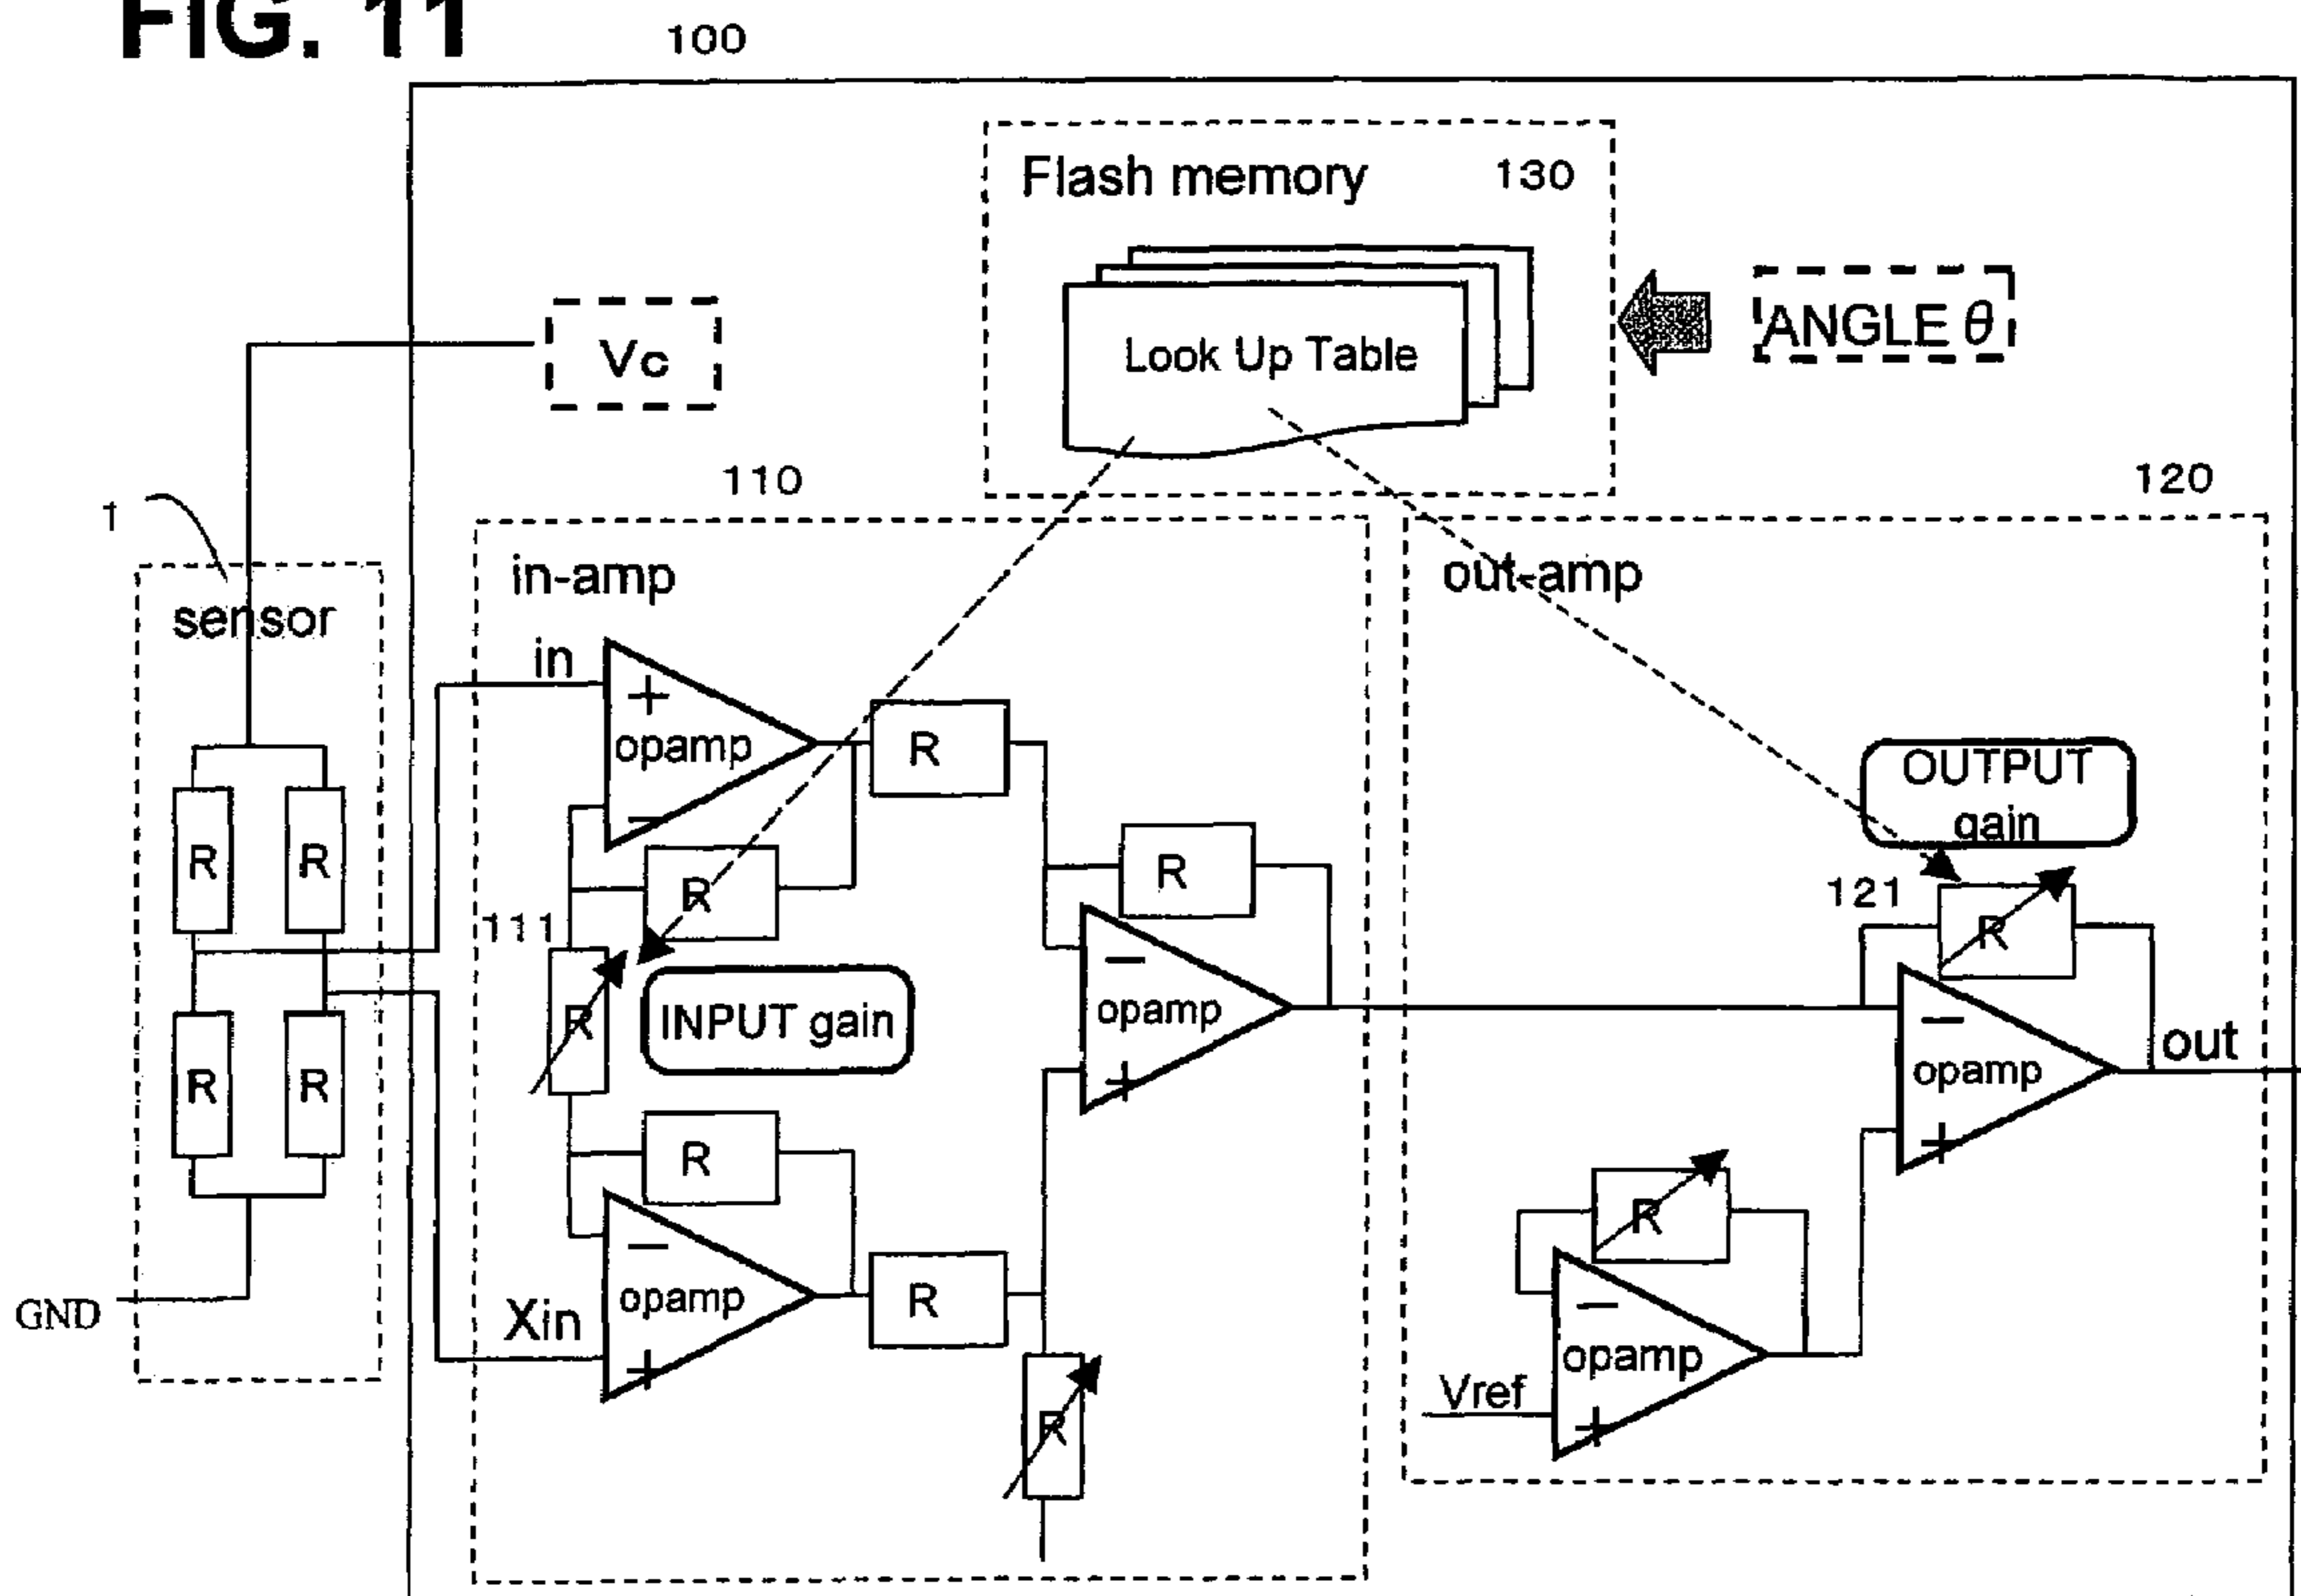 FIG. 11
100
Flash memory
130
Look Up Table
ANGLE θ
Vc
110
120
1
sensor
in-amp
out-amp
in
+
opamp
−
R
R
OUTPUT
gain
R
R
R
111
R
121
R
−
opamp
+
INPUT gain
R
−
opamp
+
out
R
R
R
−
opamp
+
Xin
R
R
R
−
opamp
+
Vref
GND